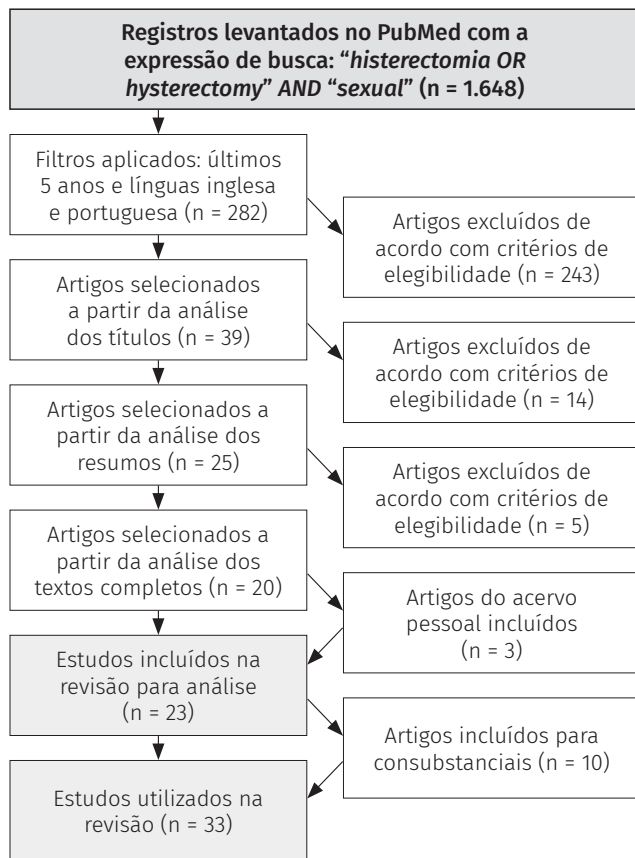 Registros levantados no PubMed com a
expressão de busca: “histerectomia OR
hysterectomy” AND “sexual” (n = 1.648)
Filtros aplicados: últimos
5 anos e línguas inglesa
e portuguesa (n = 282)
Artigos excluídos de
acordo com critérios de
elegibilidade (n = 243)
Artigos selecionados
a partir da análise
dos títulos (n = 39)
Artigos excluídos de
acordo com critérios de
elegibilidade (n = 14)
Artigos selecionados a
partir da análise dos
resumos (n = 25)
Artigos excluídos de
acordo com critérios de
elegibilidade (n = 5)
Artigos selecionados a
partir da análise dos
textos completos (n = 20)
Artigos do acervo
pessoal incluídos
(n = 3)
Estudos incluídos na
revisão para análise
(n = 23)
Artigos incluídos para
consubstanciais (n = 10)
Estudos utilizados na
revisão (n = 33)